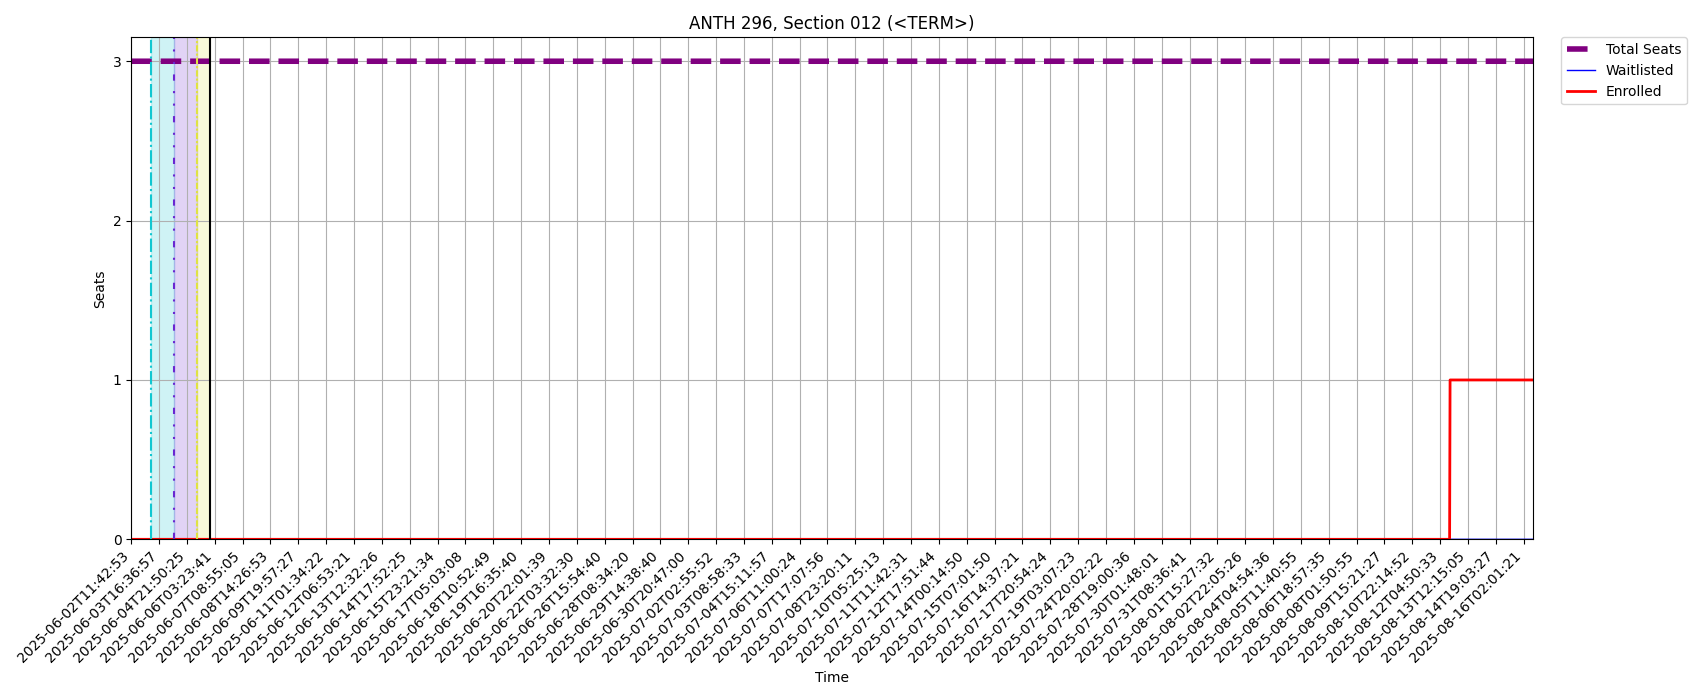 ANTH 296, Section 012 (<TERM>)
Total Seats
Waitlisted
Enrolled
Seats
3
2
1
0
2025-06-02T11:42:53
2025-06-03T16:36:57
2025-06-04T21:50:25
2025-06-06T03:23:41
2025-06-07T08:55:05
2025-06-08T14:26:53
2025-06-09T19:57:27
2025-06-11T01:34:22
2025-06-12T06:53:21
2025-06-13T12:32:26
2025-06-14T17:52:25
2025-06-15T23:21:34
2025-06-17T05:03:08
2025-06-18T10:52:49
2025-06-19T16:35:40
2025-06-20T22:01:39
2025-06-22T03:32:30
2025-06-26T15:54:40
2025-06-28T08:34:20
2025-06-29T14:38:40
2025-06-30T20:47:00
2025-07-02T02:55:52
2025-07-03T08:58:33
2025-07-04T15:11:57
2025-07-06T11:00:24
2025-07-07T17:07:56
2025-07-08T23:20:11
2025-07-10T05:25:13
2025-07-11T11:42:31
2025-07-12T17:51:44
2025-07-14T00:14:50
2025-07-15T07:01:50
2025-07-16T14:37:21
2025-07-17T20:54:24
2025-07-19T03:07:23
2025-07-24T20:02:22
2025-07-28T19:00:36
2025-07-30T01:48:01
2025-07-31T08:36:41
2025-08-01T15:27:32
2025-08-02T22:05:26
2025-08-04T04:54:36
2025-08-05T11:40:55
2025-08-06T18:57:35
2025-08-08T01:50:55
2025-08-09T15:21:27
2025-08-10T22:14:52
2025-08-12T04:50:33
2025-08-13T12:15:05
2025-08-14T19:03:27
2025-08-16T02:01:21
Time